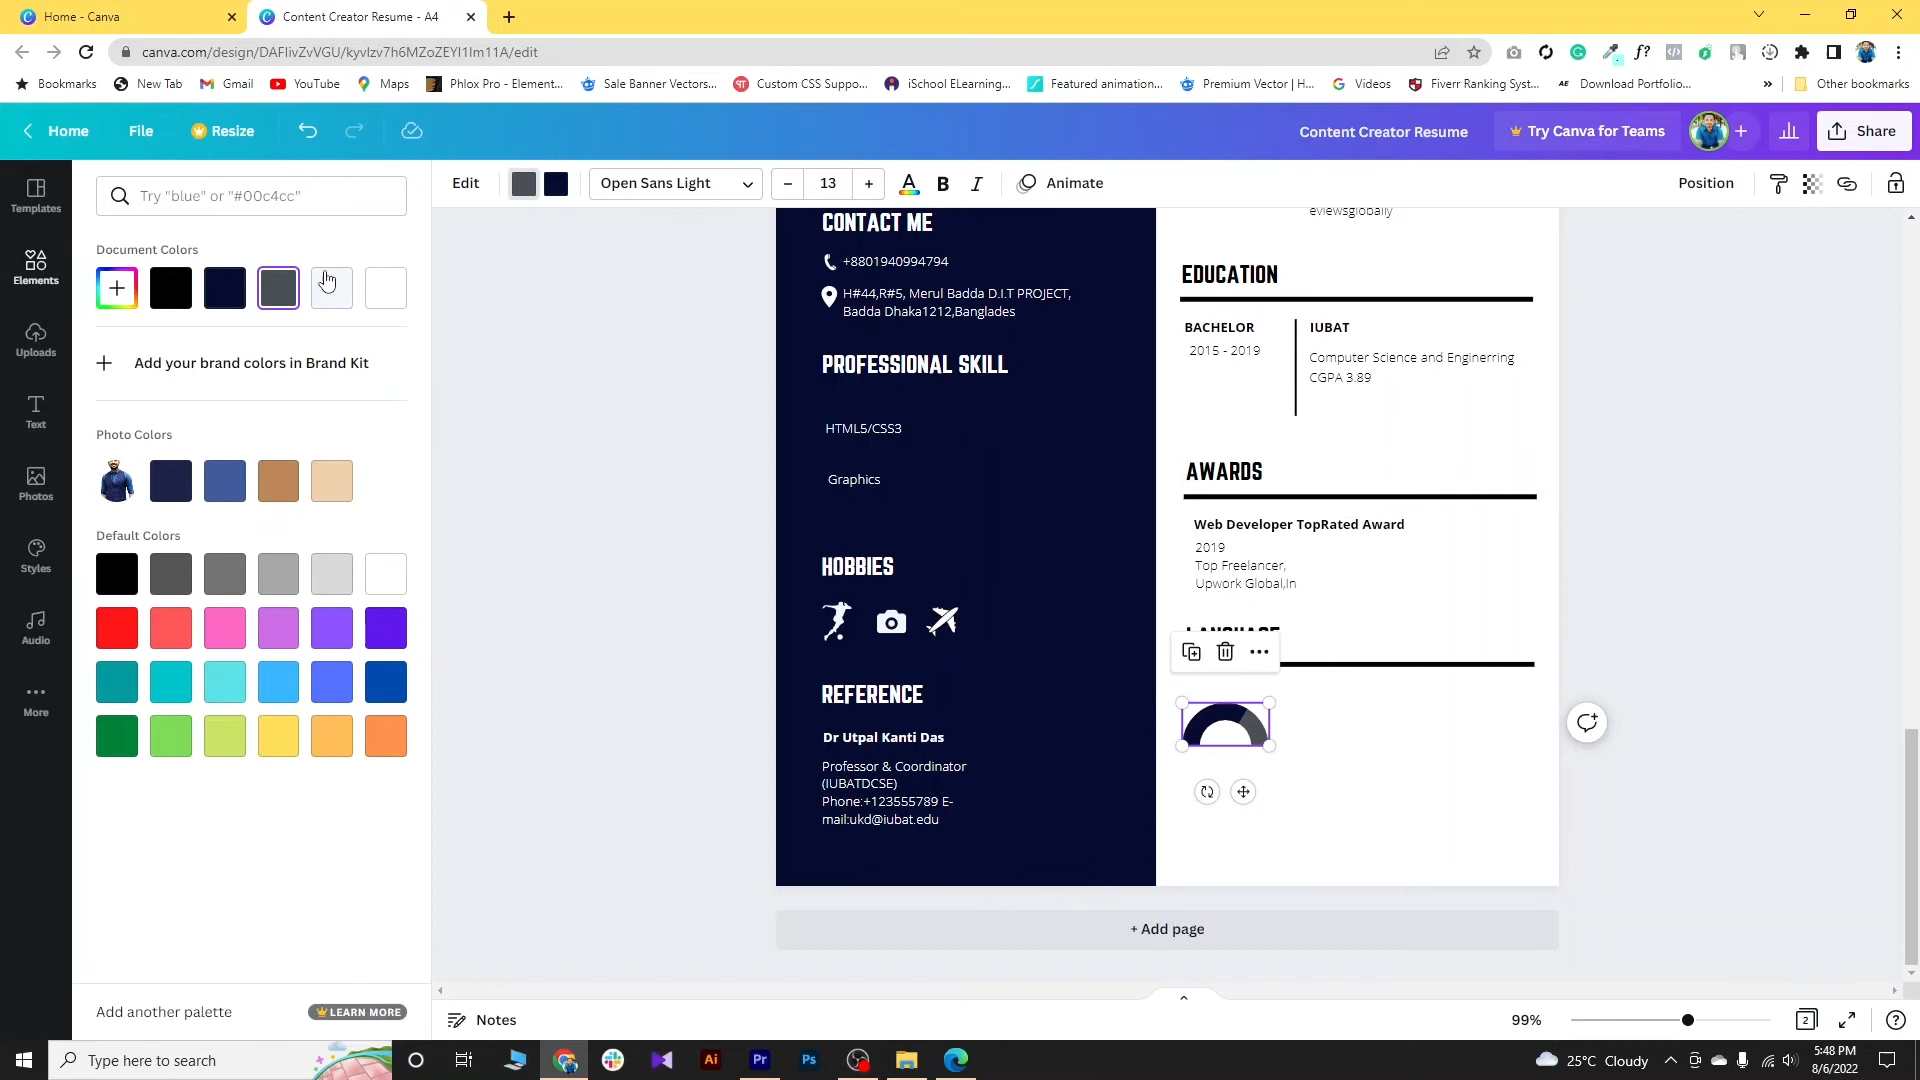 Home - Canva
Content Creator Resume - A4
canva.com/design/DAFIivZvVGU/kyvIzv7h6MZoZEYI1Im11A/edit
Bookmarks
New Tab
Gmail
YouTube
Maps
Phlox Pro - Element...
Sale Banner Vectors...
Custom CSS Suppo...
iSchool ELearning...
Featured animation...
Premium Vector | H...
Videos
Fiverr Ranking Syst...
Download Portfolio...
Other bookmarks
Home
File
Resize
Content Creator Resume
Try Canva for Teams
Share
Templates
Elements
Uploads
Text
Photos
Styles
Audio
More
Try "blue" or "#00c4cc"
Document Colors
Add your brand colors in Brand Kit
Photo Colors
Default Colors
Add another palette
LEARN MORE
Edit
Open Sans Light
– 13 +
A B I
Animate
Position
CONTACT ME
+8801940994794
H#44,R#5, Merul Badda D.I.T PROJECT,
Badda Dhaka1212,Banglades
PROFESSIONAL SKILL
HTML5/CSS3
Graphics
HOBBIES
REFERENCE
Dr Utpal Kanti Das
Professor & Coordinator
(IUBATDCSE)
Phone:+123555789 E-
mail:ukd@iubat.edu
eviewsglobally
EDUCATION
BACHELOR
2015 - 2019
IUBAT
Computer Science and Enginerring
CGPA 3.89
AWARDS
Web Developer TopRated Award
2019
Top Freelancer,
Upwork Global,In
LANGUAGE
+ Add page
Notes
99%
2
Type here to search
Ai
Pr
Ps
25°C Cloudy
5:48 PM
8/6/2022